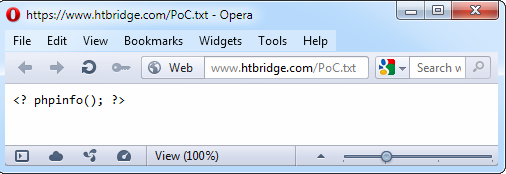 https://www.htbridge.com/PoC.txt - Opera
File Edit View Bookmarks Widgets Tools Help
Web www.htbridge.com/PoC.txt Search w
<? phpinfo(); ?>
View (100%)